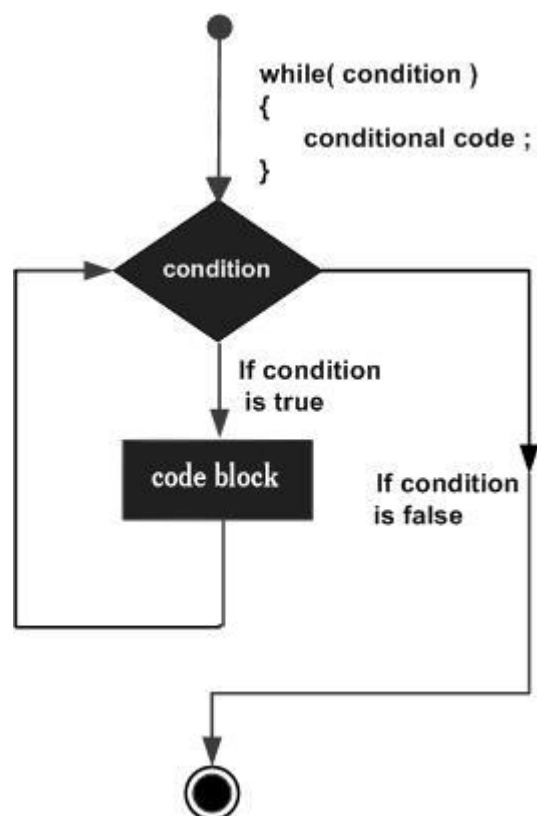 while( condition )
{
conditional code ;
}
condition
If condition
is true
code block
If condition
is false